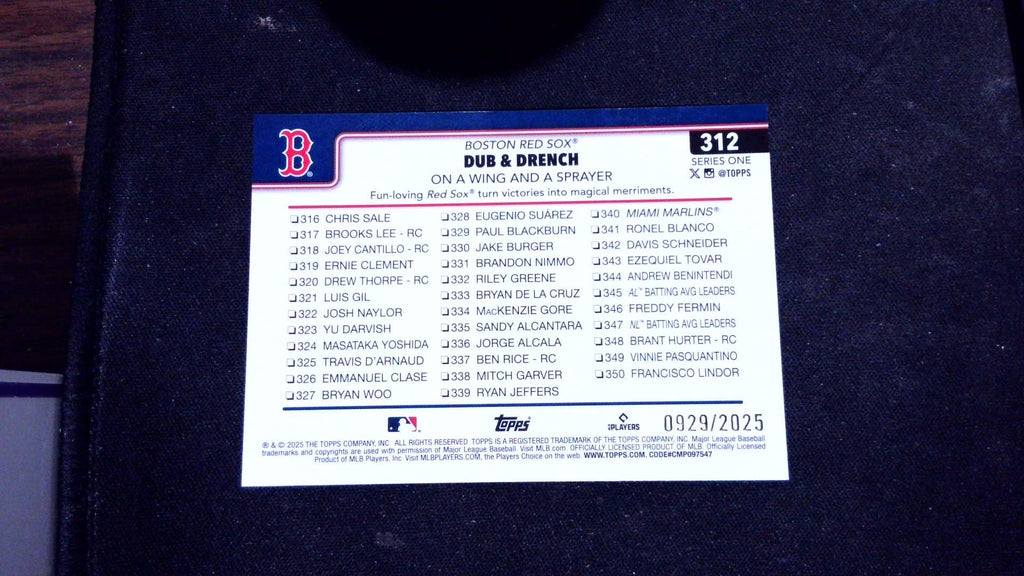 B
BOSTON RED SOX®
DUB & DRENCH
ON A WING AND A SPRAYER
Fun-loving Red Sox® turn victories into magical merriments.
312
SERIES ONE
@TOPPS
316 CHRIS SALE
317 BROOKS LEE - RC
318 JOEY CANTILLO - RC
319 ERNIE CLEMENT
320 DREW THORPE - RC
321 LUIS GIL
322 JOSH NAYLOR
323 YU DARVISH
324 MASATAKA YOSHIDA
325 TRAVIS D'ARNAUD
326 EMMANUEL CLASE
327 BRYAN WOO
328 EUGENIO SUÁREZ
329 PAUL BLACKBURN
330 JAKE BURGER
331 BRANDON NIMMO
332 RILEY GREENE
333 BRYAN DE LA CRUZ
334 MACKENZIE GORE
335 SANDY ALCANTARA
336 JORGE ALCALA
337 BEN RICE - RC
338 MITCH GARVER
339 RYAN JEFFERS
340 MIAMI MARLINS®
341 RONEL BLANCO
342 DAVIS SCHNEIDER
343 EZEQUIEL TOVAR
344 ANDREW BENINTENDI
345 AL™ BATTING AVG LEADERS
346 FREDDY FERMIN
347 NL™ BATTING AVG LEADERS
348 BRANT HURTER - RC
349 VINNIE PASQUANTINO
350 FRANCISCO LINDOR
Topps
PLAYERS
0929/2025
® & © 2025 THE TOPPS COMPANY, INC. ALL RIGHTS RESERVED. TOPPS IS A REGISTERED TRADEMARK OF THE TOPPS COMPANY, INC. Major League Baseball
trademarks and copyrights are used with permission of Major League Baseball. Visit MLB.com. OFFICIALLY LICENSED PRODUCT OF MLB. Officially Licensed
Product of MLB Players, Inc. Visit MLBPLAYERS.COM, the Players Choice on the web. WWW.TOPPS.COM. CODE#CMP097547